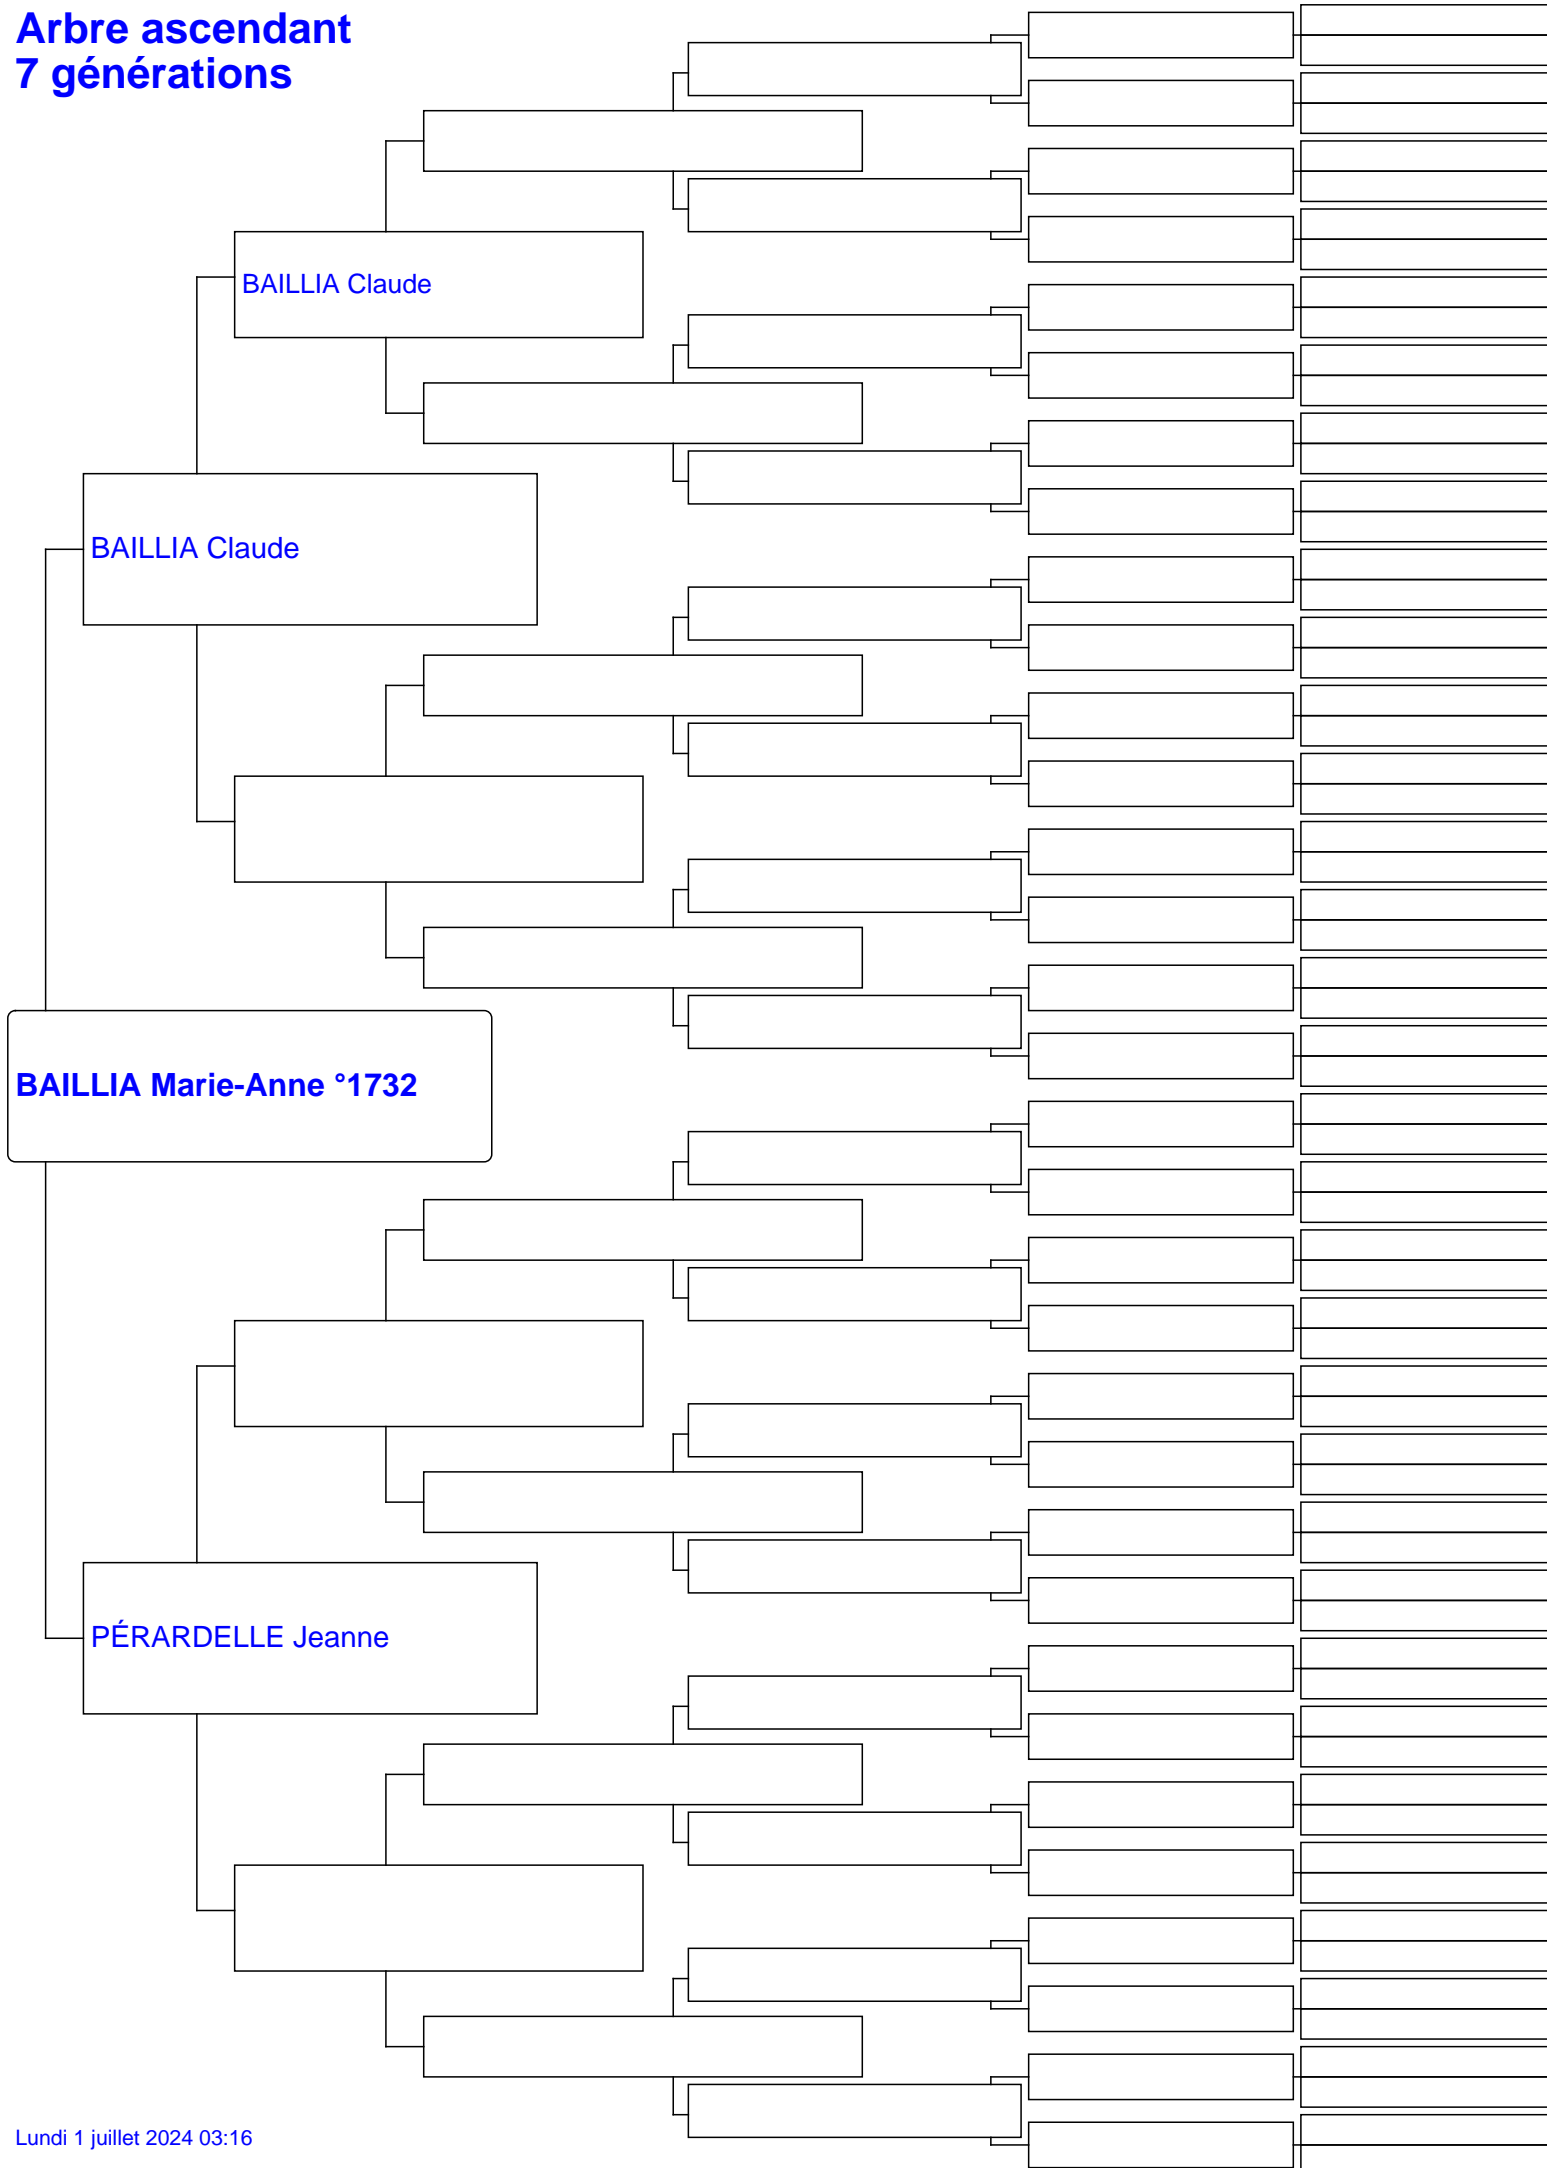 Arbre ascendant
7 générations
BAILLIA Claude
BAILLIA Claude
BAILLIA Marie-Anne °1732
PÉRARDELLE Jeanne
Lundi 1 juillet 2024 03:16